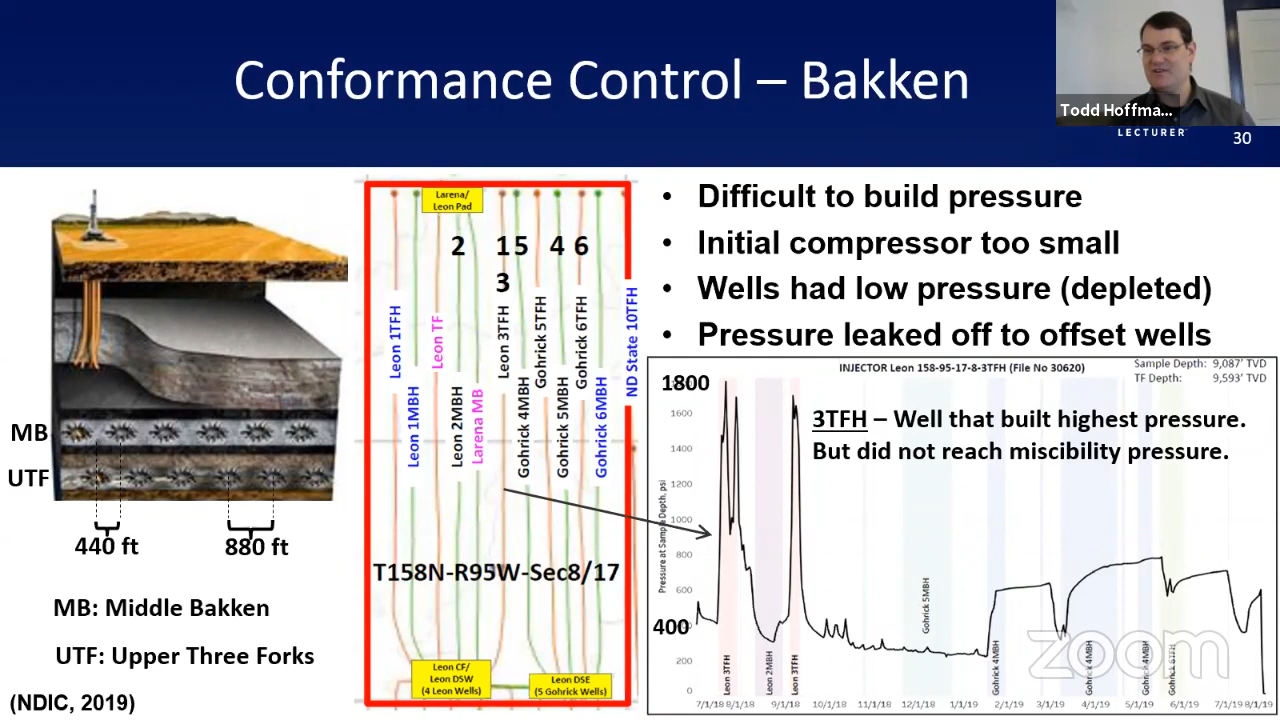 Conformance Control – Bakken
Todd Hoffma...
LECTURER
30
Larena/
Leon Pad
2 1 5 4 6
3
Leon 1TFH
Leon 1MBH
Leon TF
Leon 2MBH
Larena MB
Leon 3TFH
Gohrick 4MBH
Gohrick 5TFH
Gohrick 5MBH
Gohrick 6TFH
Gohrick 6MBH
ND State 10TFH
T158N-R95W-Sec8/17
Leon CF/
Leon DSW
(4 Leon Wells)
Leon DSE
(5 Gohrick Wells)
MB
UTF
440 ft
880 ft
MB: Middle Bakken
UTF: Upper Three Forks
(NDIC, 2019)
• Difficult to build pressure
• Initial compressor too small
• Wells had low pressure (depleted)
• Pressure leaked off to offset wells
INJECTOR Leon 158-95-17-8-3TFH (File No 30620)
Sample Depth: 9,087' TVD
TF Depth: 9,593' TVD
3TFH – Well that built highest pressure.
But did not reach miscibility pressure.
Pressure at Sample Depth, psi
1800
1600
1400
1200
1000
800
600
400
200
0
Leon 3TFH
Leon 2MBH
Leon 3TFH
Gohrick 5MBH
Gohrick 4MBH
Gohrick 4MBH
Gohrick 4MBH
Gohrick 6TFH
7/1/18 8/1/18 9/1/18 10/1/18 11/1/18 12/1/18 1/1/19 2/1/19 3/1/19 4/1/19 5/1/19 6/1/19 7/1/19 8/1/19
zoom